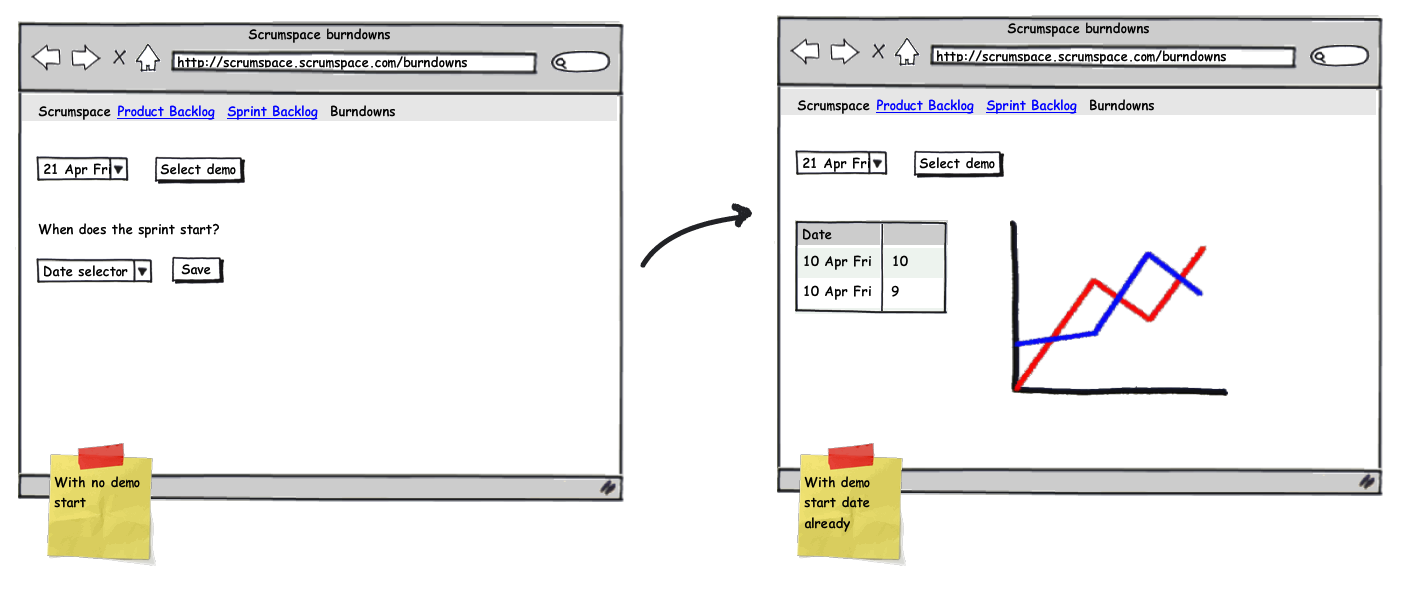 Scrumspace burndowns
http://scrumspace.scrumspace.com/burndowns
Scrumspace Product Backlog Sprint Backlog Burndowns
21 Apr Fri Select demo
When does the sprint start?
Date selector Save
With no demo
start
Scrumspace burndowns
http://scrumspace.scrumspace.com/burndowns
Scrumspace Product Backlog Sprint Backlog Burndowns
21 Apr Fri Select demo
Date
10 Apr Fri 10
10 Apr Fri 9
With demo
start date
already